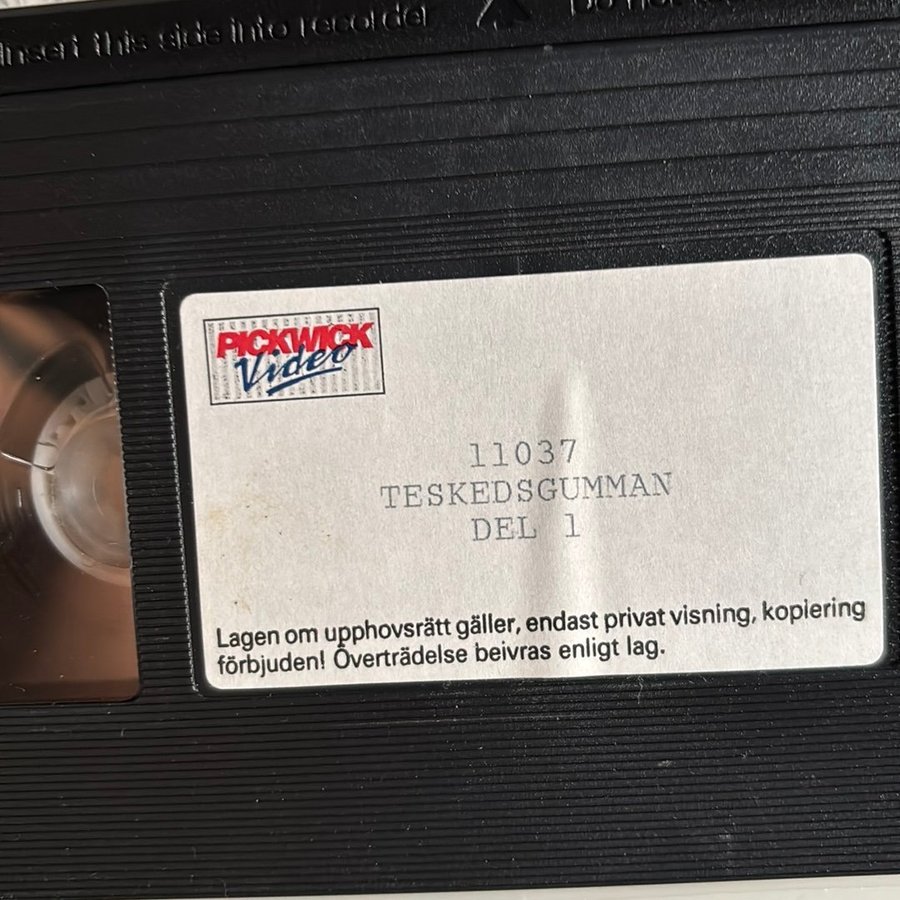 Insert this side into recorder
PICKWICK
Video
11037
TESKEDSGUMMAN
DEL 1
Lagen om upphovsrätt gäller, endast privat visning, kopiering
förbjuden! Överträdelse beivras enligt lag.